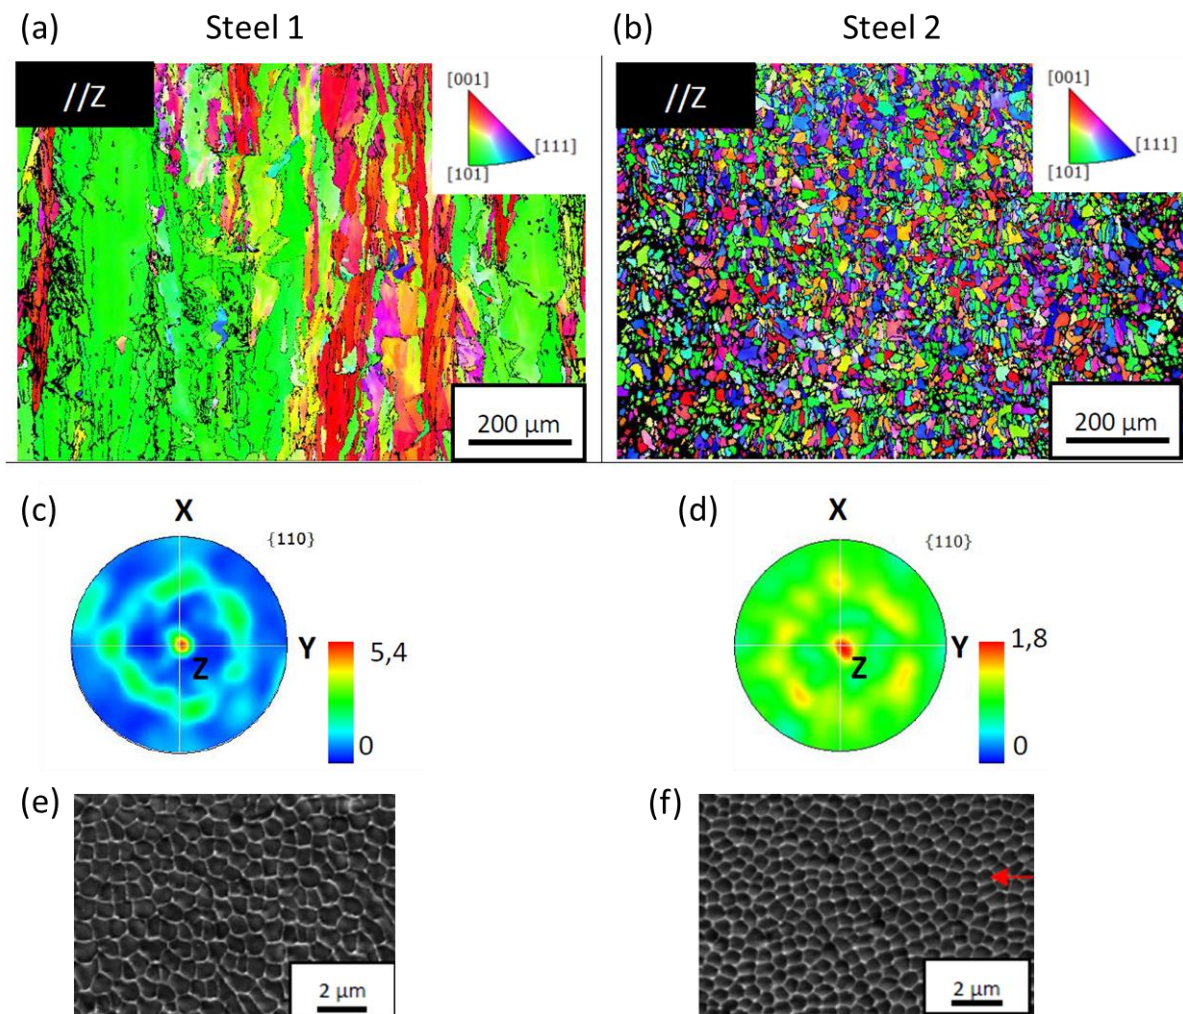 (a) Steel 1
(b) Steel 2
//Z
[001]
[111]
[101]
200 µm
//Z
[001]
[111]
[101]
200 µm
(c)
X
{110}
Y
Z
5,4
0
(d)
X
{110}
Y
Z
1,8
0
(e)
2 µm
(f)
2 µm